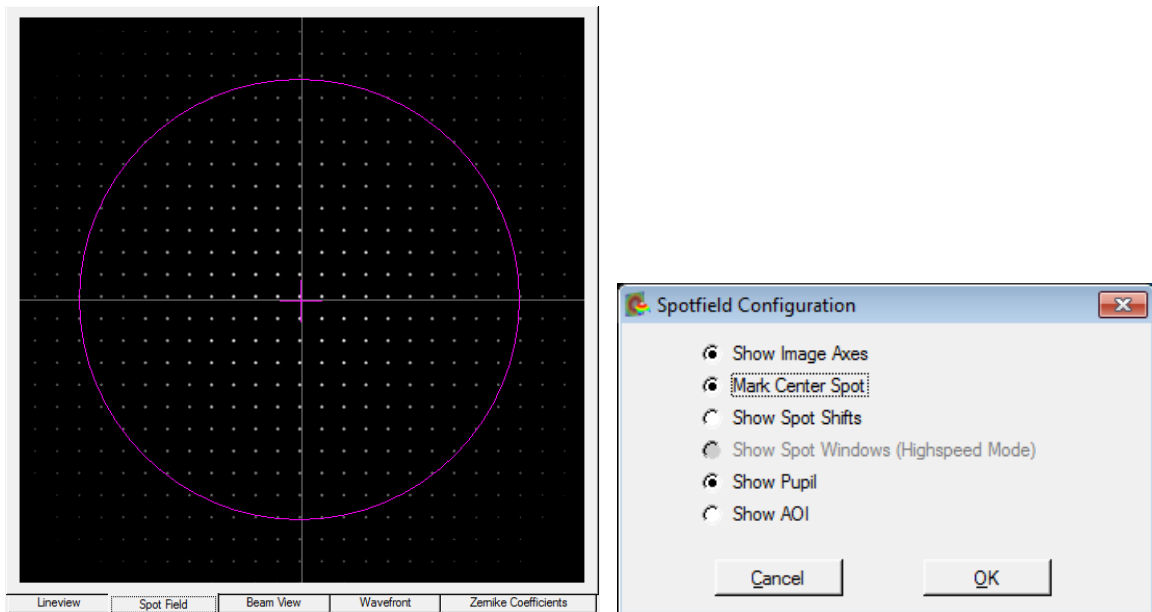 Lineview
Spot Field
Beam View
Wavefront
Zernike Coefficients
Spotfield Configuration
Show Image Axes
Mark Center Spot
Show Spot Shifts
Show Spot Windows (Highspeed Mode)
Show Pupil
Show AOI
Cancel
OK